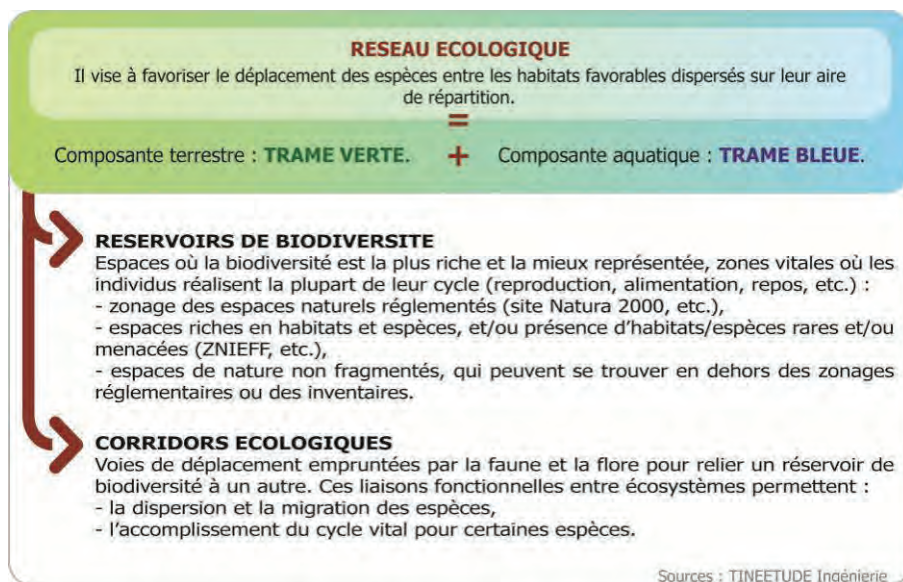 RESEAU ECOLOGIQUE
Il vise à favoriser le déplacement des espèces entre les habitats favorables dispersés sur leur aire
de répartition.
=
Composante terrestre : TRAME VERTE. + Composante aquatique : TRAME BLEUE.
RESERVOIRS DE BIODIVERSITE
Espaces où la biodiversité est la plus riche et la mieux représentée, zones vitales où les
individus réalisent la plupart de leur cycle (reproduction, alimentation, repos, etc.) :
- zonage des espaces naturels réglementés (site Natura 2000, etc.),
- espaces riches en habitats et espèces, et/ou présence d'habitats/espèces rares et/ou
menacées (ZNIEFF, etc.),
- espaces de nature non fragmentés, qui peuvent se trouver en dehors des zonages
réglementaires ou des inventaires.
CORRIDORS ECOLOGIQUES
Voies de déplacement empruntées par la faune et la flore pour relier un réservoir de
biodiversité à un autre. Ces liaisons fonctionnelles entre écosystèmes permettent :
- la dispersion et la migration des espèces,
- l'accomplissement du cycle vital pour certaines espèces.
Sources : TINEETUDE Ingénierie